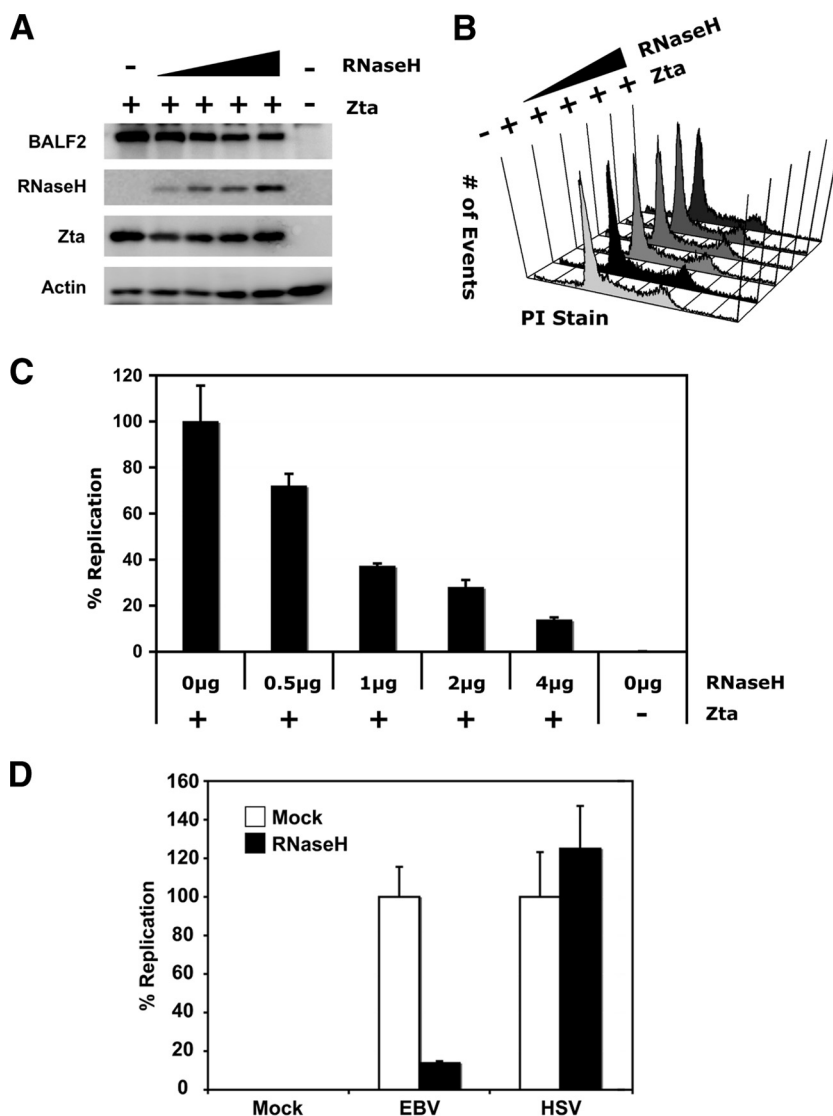 A
- - RNaseH
+ + + + + - Zta
BALF2
RNaseH
Zta
Actin
B
RNaseH
- + + + + + Zta
# of Events
PI Stain
C
% Replication
120
100
80
60
40
20
0
0µg 0.5µg 1µg 2µg 4µg 0µg RNaseH
+ + + + + - Zta
D
% Replication
160
140
120
100
80
60
40
20
0
Mock
RNaseH
Mock EBV HSV